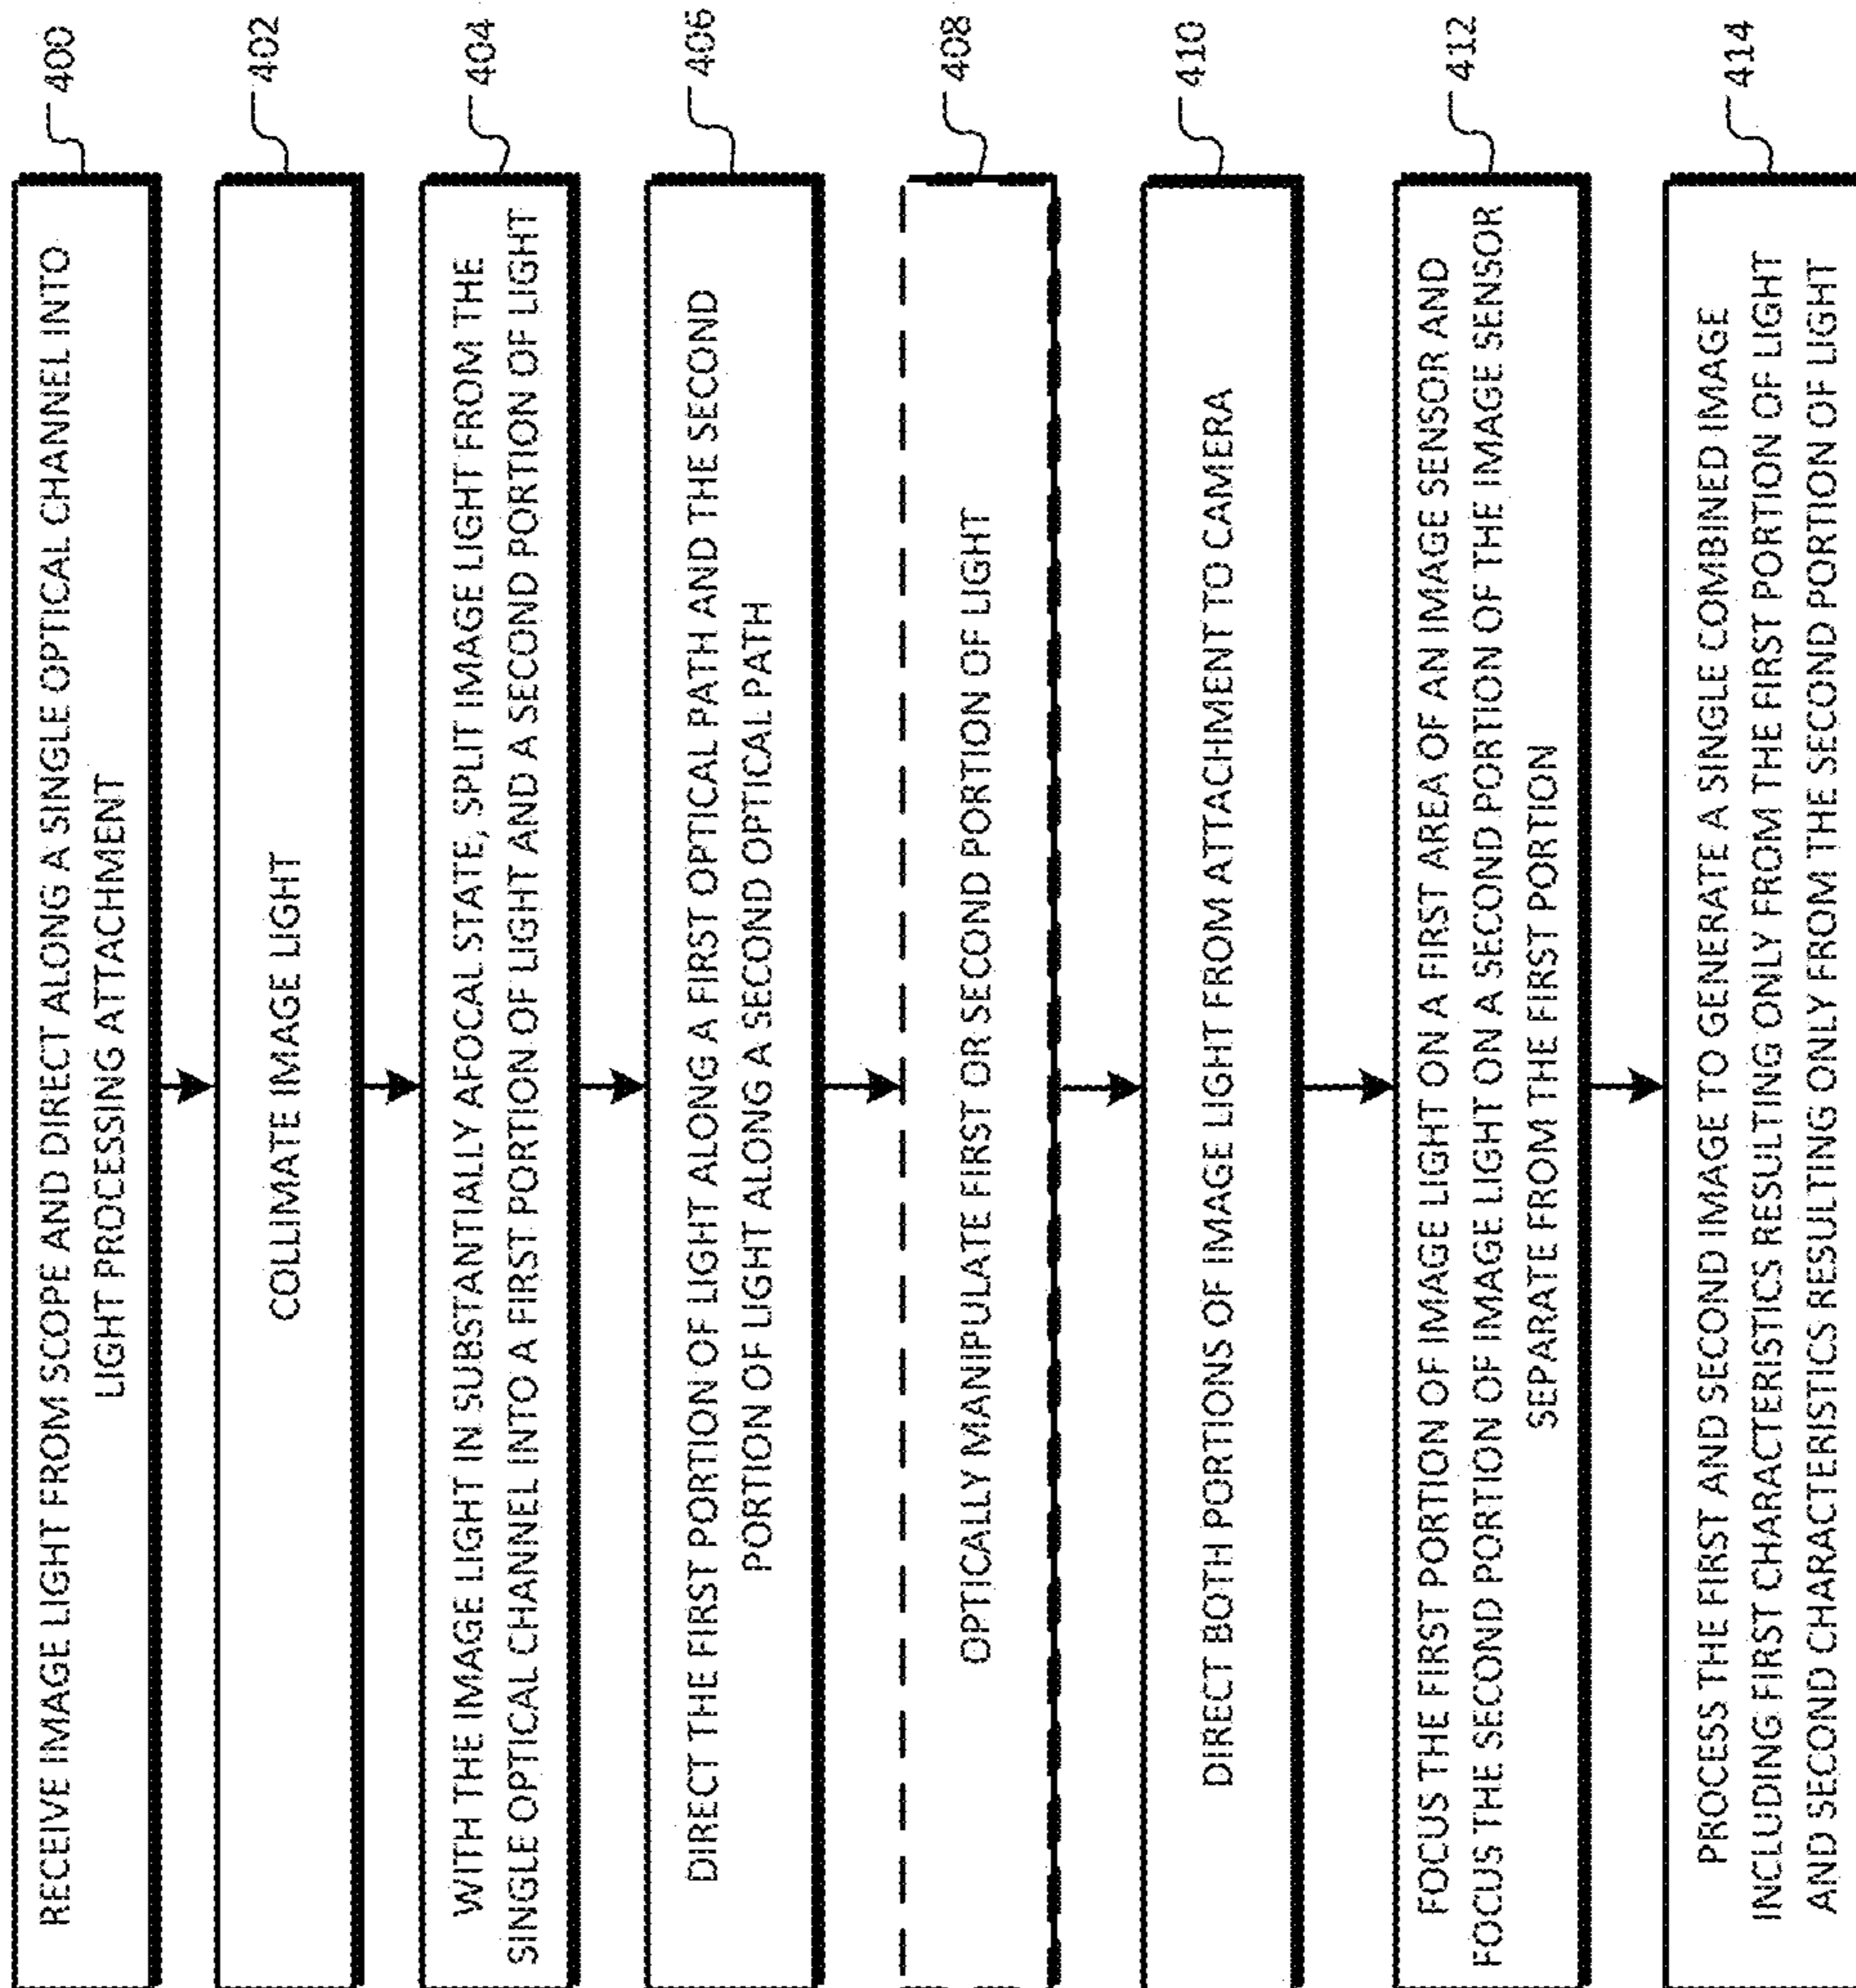 RECEIVE IMAGE LIGHT FROM SCOPE AND DIRECT ALONG A SINGLE OPTICAL CHANNEL INTO
LIGHT PROCESSING ATTACHMENT
400
COLLIMATE IMAGE LIGHT
402
WITH THE IMAGE LIGHT IN SUBSTANTIALLY AFOCAL STATE, SPLIT IMAGE LIGHT FROM THE
SINGLE OPTICAL CHANNEL INTO A FIRST PORTION OF LIGHT AND A SECOND PORTION OF LIGHT
404
DIRECT THE FIRST PORTION OF LIGHT ALONG A FIRST OPTICAL PATH AND THE SECOND
PORTION OF LIGHT ALONG A SECOND OPTICAL PATH
406
OPTICALLY MANIPULATE FIRST OR SECOND PORTION OF LIGHT
408
DIRECT BOTH PORTIONS OF IMAGE LIGHT FROM ATTACHMENT TO CAMERA
410
FOCUS THE FIRST PORTION OF IMAGE LIGHT ON A FIRST AREA OF AN IMAGE SENSOR AND
FOCUS THE SECOND PORTION OF IMAGE LIGHT ON A SECOND PORTION OF THE IMAGE SENSOR
SEPARATE FROM THE FIRST PORTION
412
PROCESS THE FIRST AND SECOND IMAGE TO GENERATE A SINGLE COMBINED IMAGE
INCLUDING FIRST CHARACTERISTICS RESULTING ONLY FROM THE FIRST PORTION OF LIGHT
AND SECOND CHARACTERISTICS RESULTING ONLY FROM THE SECOND PORTION OF LIGHT
414